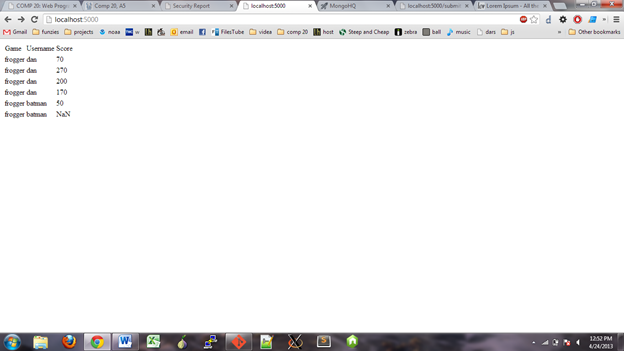 COMP 20: Web Progr
Comp 20, A5
Security Report
localhost:5000
MongoHQ
localhost:5000/submi
Lorem Ipsum - All the
localhost:5000
Gmail funzies projects noaa w email FilesTube videa comp 20 host Steep and Cheap zebra ball adviso dars js » Other bookmarks
Game Username Score
frogger dan 70
frogger dan 270
frogger dan 200
frogger dan 170
frogger batman 50
frogger batman NaN
12:52 PM
4/24/2013